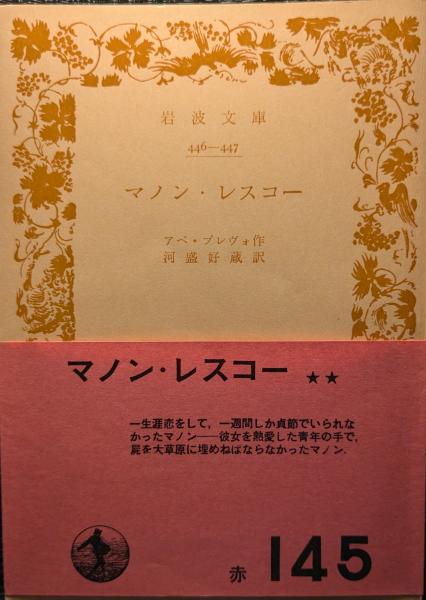 岩波文庫
446—447
マノン・レスコー
アベ・プレヴォ作
河盛好蔵訳
マノン・レスコー ★★
一生涯恋をして，一週間しか貞節でいられな
かったマノン——彼女を熱愛した青年の手で，
屍を大草原に埋めねばならなかったマノン．
赤 145